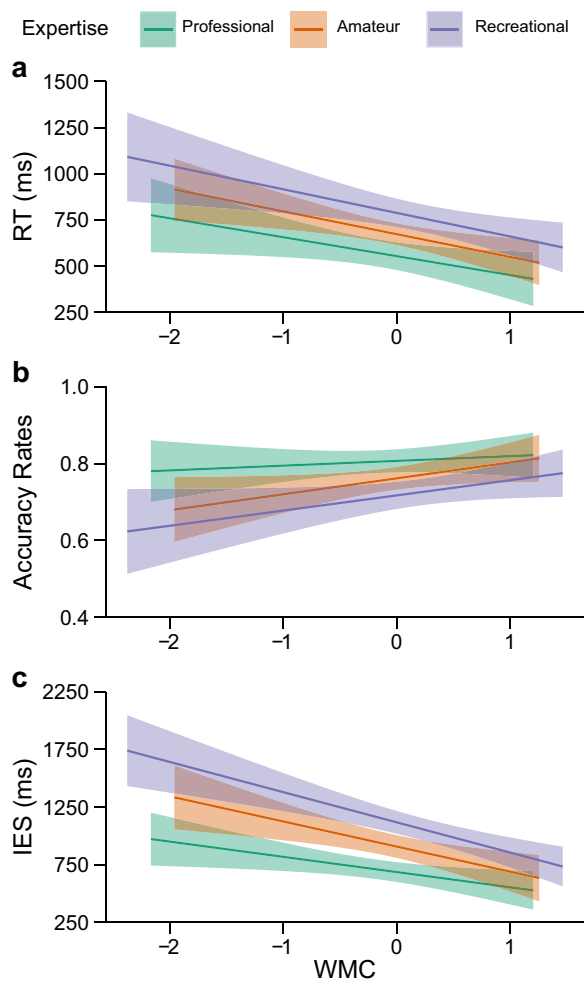 Expertise Professional Amateur Recreational
a
1500
1250
1000
750
500
250
RT (ms)
−2 −1 0 1
b
1.0
0.8
0.6
0.4
Accuracy Rates
−2 −1 0 1
c
2250
1750
1250
750
250
IES (ms)
−2 −1 0 1
WMC